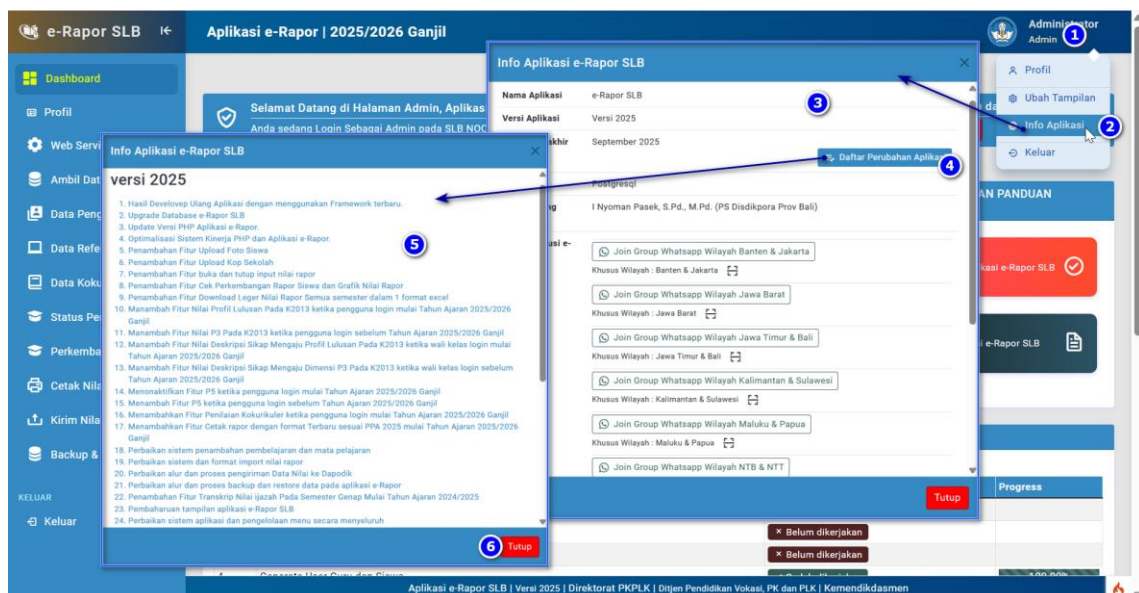 e-Rapor SLB
Aplikasi e-Rapor | 2025/2026 Ganjil
Administrator
Admin
1
Profil
Ubah Tampilan
Info Aplikasi
2
Keluar
Dashboard
Profil
Web Servi
Ambil Dat
Data Peng
Data Refe
Data Koku
Status Pe
Perkemba
Cetak Nila
Kirim Nila
Backup &
KELUAR
Keluar
Selamat Datang di Halaman Admin, Aplikas
Anda sedang Login Sebagai Admin pada SLB NOC
Info Aplikasi e-Rapor SLB
Nama Aplikasi e-Rapor SLB
3
Versi Aplikasi Versi 2025
akhir September 2025
Daftar Perubahan Aplikasi
4
Postgresql
ng I Nyoman Pasek, S.Pd., M.Pd. (PS Disdikpora Prov Bali)
usi e-
Join Group Whatsapp Wilayah Banten & Jakarta
Khusus Wilayah : Banten & Jakarta
Join Group Whatsapp Wilayah Jawa Barat
Khusus Wilayah : Jawa Barat
Join Group Whatsapp Wilayah Jawa Timur & Bali
Khusus Wilayah : Jawa Timur & Bali
Join Group Whatsapp Wilayah Kalimantan & Sulawesi
Khusus Wilayah : Kalimantan & Sulawesi
Join Group Whatsapp Wilayah Maluku & Papua
Khusus Wilayah : Maluku & Papua
Join Group Whatsapp Wilayah NTB & NTT
Tutup
Info Aplikasi e-Rapor SLB
versi 2025
1. Hasil Develovep Ulang Aplikasi dengan menggunakan Framework terbaru.
2. Upgrade Database e-Rapor SLB
3. Update Versi PHP Aplikasi e-Rapor.
4. Optimalisasi Sistem Kinerja PHP dan Aplikasi e-Rapor.
5. Penambahan Fitur Upload Foto Siswa
5
6. Penambahan Fitur Upload Kop Sekolah
7. Penambahan Fitur buka dan tutup input nilai rapor
8. Penambahan Fitur Cek Perkembangan Rapor Siswa dan Grafik Nilai Rapor
9. Penambahan Fitur Download Leger Nilai Rapor Semua semester dalam 1 format excel
10. Manambah Fitur Nilai Profil Lulusan Pada K2013 ketika pengguna login mulai Tahun Ajaran 2025/2026
Ganjil
11. Manambah Fitur Nilai P3 Pada K2013 ketika pengguna login sebelum Tahun Ajaran 2025/2026 Ganjil
12. Manambah Fitur Nilai Deskripsi Sikap Mengaju Profil Lulusan Pada K2013 ketika wali kelas login mulai
Tahun Ajaran 2025/2026 Ganjil
13. Manambah Fitur Nilai Deskripsi Sikap Mengaju Dimensi P3 Pada K2013 ketika wali kelas login sebelum
Tahun Ajaran 2025/2026 Ganjil
14. Menonaktifkan Fitur P5 ketika pengguna login mulai Tahun Ajaran 2025/2026 Ganjil
15. Menambah Fitur P5 ketika pengguna login sebelum Tahun Ajaran 2025/2026 Ganjil
16. Menambahkan Fitur Penilaian Kokurikuler ketika pengguna login mulai Tahun Ajaran 2025/2026 Ganjil
17. Menambahkan Fitur Cetak rapor dengan format Terbaru sesuai PPA 2025 mulai Tahun Ajaran 2025/2026
Ganjil
18. Perbaikan sistem penambahan pembelajaran dan mata pelajaran
19. Perbaikan sistem dan format import nilai rapor
20. Perbaikan alur dan proses pengiriman Data Nilai ke Dapodik
21. Perbaikan alur dan proses backup dan restore data pada aplikasi e-Rapor
22. Penambahan Fitur Transkrip Nilai ijazah Pada Semester Genap Mulai Tahun Ajaran 2024/2025
23. Pembaharuan tampilan aplikasi e-Rapor SLB
24. Perbaikan sistem aplikasi dan pengelolaan menu secara menyeluruh
6
Tutup
AN PANDUAN
kasi e-Rapor SLB
i e-Rapor SLB
Progress
Belum dikerjakan
Belum dikerjakan
Generate User Guru dan Siswa
100.00%
Aplikasi e-Rapor SLB | Versi 2025 | Direktorat PKPLK | Ditjen Pendidikan Vokasi, PK dan PLK | Kemendikdasmen